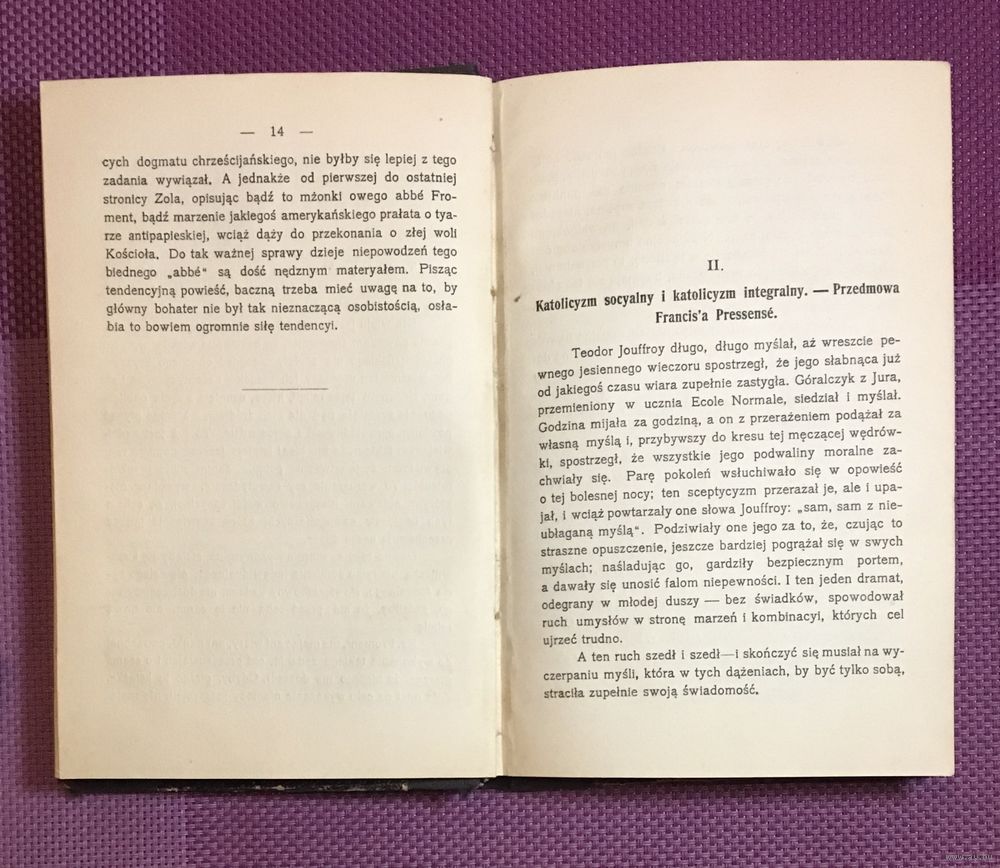 — 14 —
cych dogmatu chrześcijańskiego, nie byłby się lepiej z tego
zadania wywiązał. A jednakże od pierwszej do ostatniej
stronicy Zola, opisując bądź to mżonki owego abbé Fro-
ment, bądź marzenie jakiegoś amerykańskiego prałata o tya-
rze antipapieskiej, wciąż dąży do przekonania o złej woli
Kościoła. Do tak ważnej sprawy dzieje niepowodzeń tego
biednego „abbé“ są dość nędznym materyałem. Pisząc
tendencyjną powieść, baczną trzeba mieć uwagę na to, by
główny bohater nie był tak nieznaczącą osobistością, osła-
bia to bowiem ogromnie siłę tendencyi.
II.
Katolicyzm socyalny i katolicyzm integralny. — Przedmowa
Francis'a Pressensé.
Teodor Jouffroy długo, długo myślał, aż wreszcie pe-
wnego jesiennego wieczoru spostrzegł, że jego słabnąca już
od jakiegoś czasu wiara zupełnie zastygła. Góralczyk z Jura,
przemieniony w ucznia Ecole Normale, siedział i myślał.
Godzina mijała za godziną, a on z przerażeniem podążał za
własną myślą i, przybywszy do kresu tej męczącej wędrów-
ki, spostrzegł, że wszystkie jego podwaliny moralne za-
chwiały się. Parę pokoleń wsłuchiwało się w opowieść
o tej bolesnej nocy; ten sceptycyzm przerażał je, ale i upa-
jał, i wciąż powtarzały one słowa Jouffroy: „sam, sam z nie-
ubłaganą myślą“. Podziwiały one jego za to, że, czując to
straszne opuszczenie, jeszcze bardziej pogrążał się w swych
myślach; naśladując go, gardziły bezpiecznym portem,
a dawały się unosić falom niepewności. I ten jeden dramat,
odegrany w młodej duszy — bez świadków, spowodował
ruch umysłów w stronę marzeń i kombinacyi, których cel
ujrzeć trudno.
A ten ruch szedł i szedł—i skończyć się musiał na wy-
czerpaniu myśli, która w tych dążeniach, by być tylko sobą,
straciła zupełnie swoją świadomość.